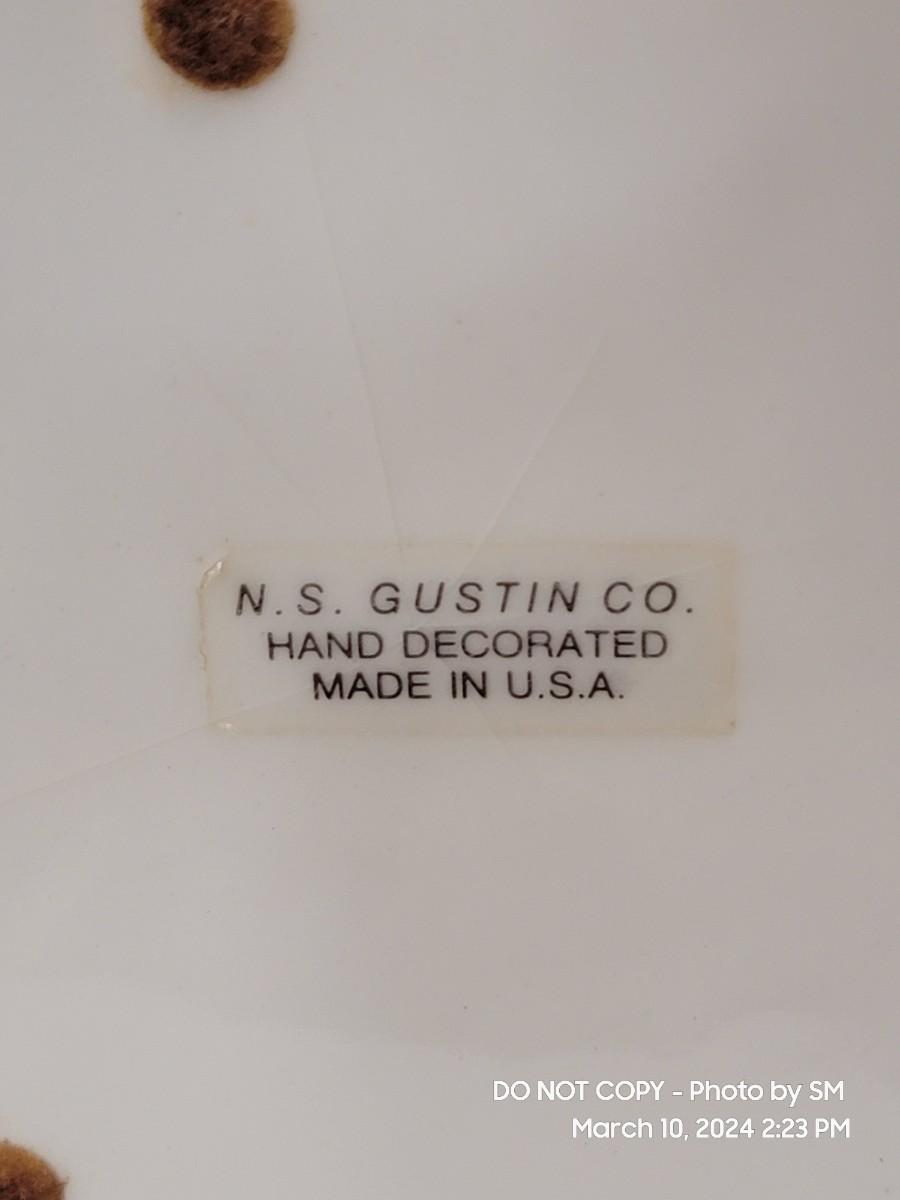 N.S. GUSTIN CO.
HAND DECORATED
MADE IN U.S.A.
DO NOT COPY - Photo by SM
March 10, 2024 2:23 PM